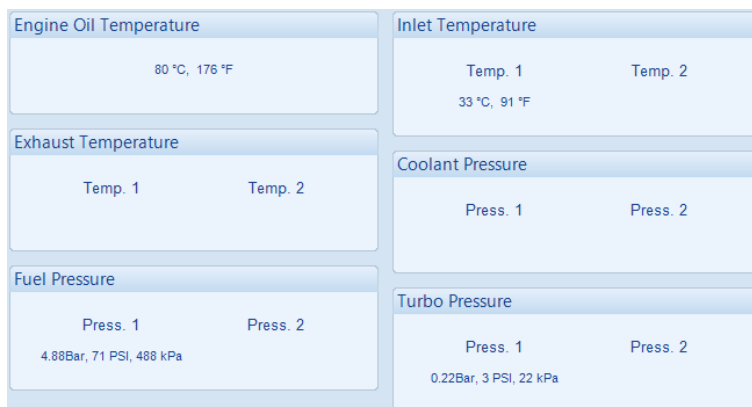 Engine Oil Temperature
80 °C, 176 °F
Exhaust Temperature
Temp. 1 Temp. 2
Fuel Pressure
Press. 1 Press. 2
4.88Bar, 71 PSI, 488 kPa
Inlet Temperature
Temp. 1 Temp. 2
33 °C, 91 °F
Coolant Pressure
Press. 1 Press. 2
Turbo Pressure
Press. 1 Press. 2
0.22Bar, 3 PSI, 22 kPa